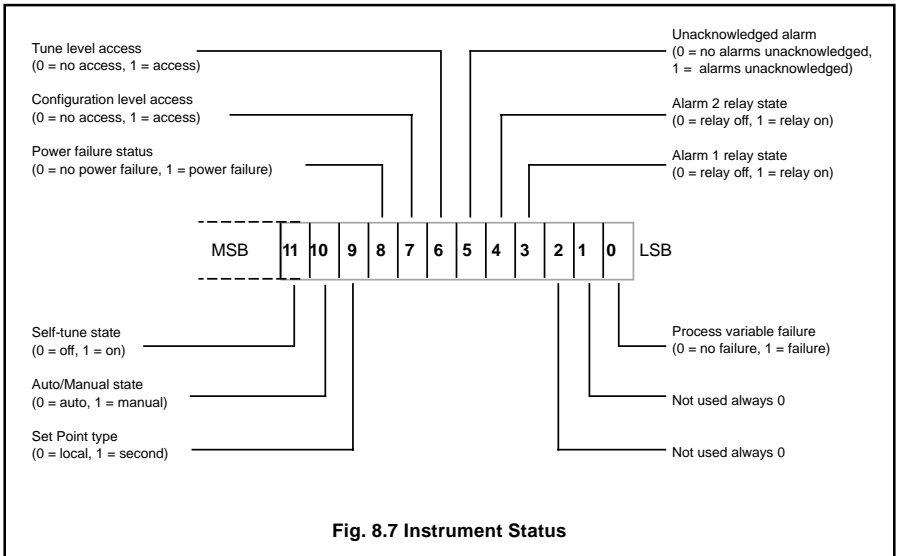 Tune level access
(0 = no access, 1 = access)
Configuration level access
(0 = no access, 1 = access)
Power failure status
(0 = no power failure, 1 = power failure)
Unacknowledged alarm
(0 = no alarms unacknowledged,
1 =  alarms unacknowledged)
Alarm 2 relay state
(0 = relay off, 1 = relay on)
Alarm 1 relay state
(0 = relay off, 1 = relay on)
MSB 11 10 9 8 7 6 5 4 3 2 1 0 LSB
Self-tune state
(0 = off, 1 = on)
Auto/Manual state
(0 = auto, 1 = manual)
Set Point type
(0 = local, 1 = second)
Process variable failure
(0 = no failure, 1 = failure)
Not used always 0
Not used always 0
Fig. 8.7 Instrument Status